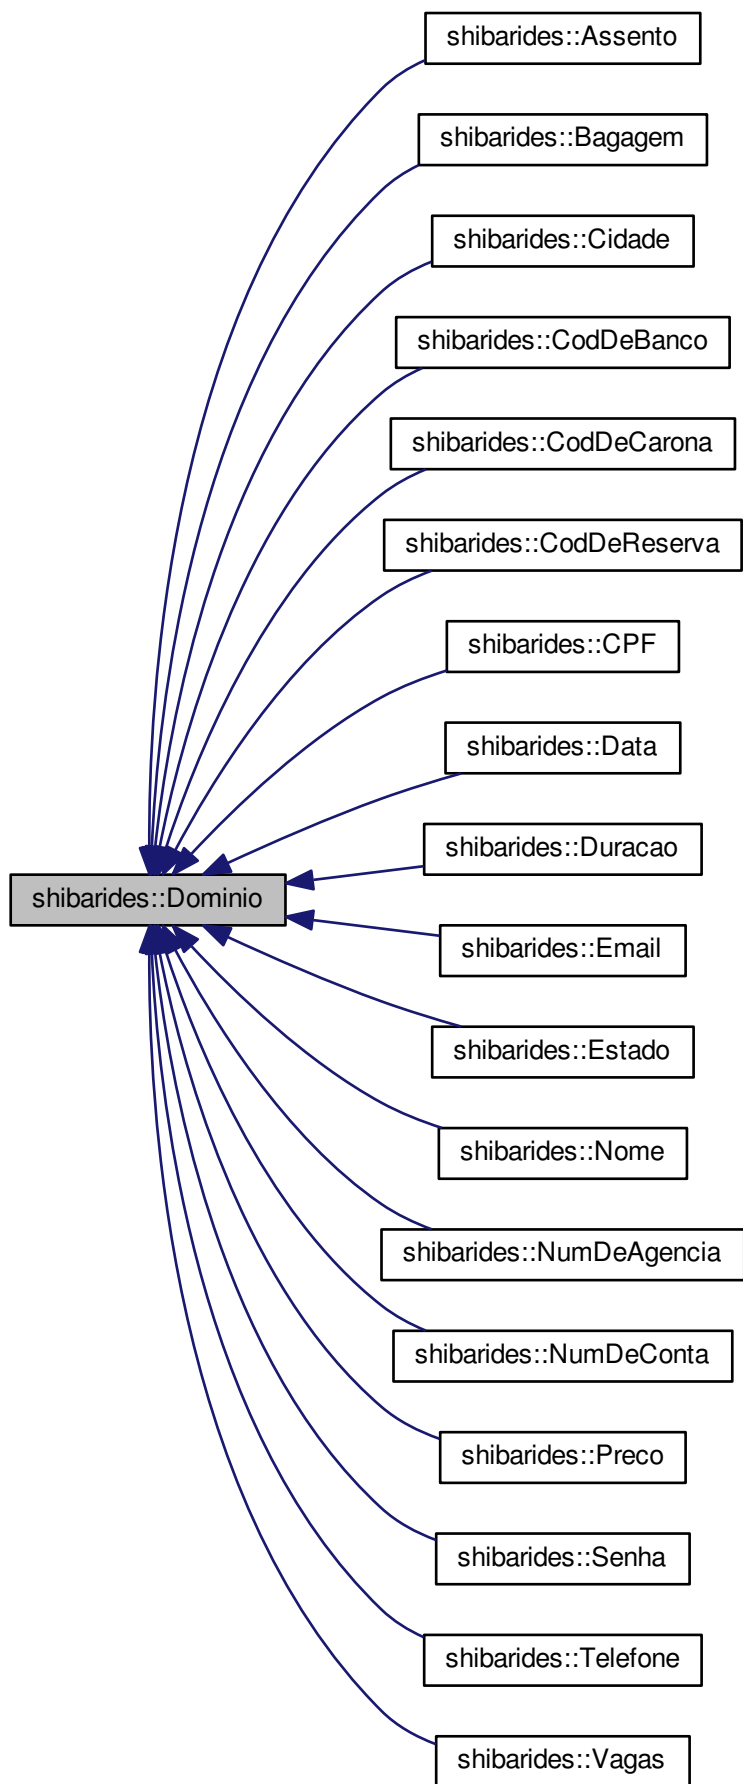 shibarides::Assento
shibarides::Bagagem
shibarides::Cidade
shibarides::CodDeBanco
shibarides::CodDeCarona
shibarides::CodDeReserva
shibarides::CPF
shibarides::Data
shibarides::Duracao
shibarides::Dominio
shibarides::Email
shibarides::Estado
shibarides::Nome
shibarides::NumDeAgencia
shibarides::NumDeConta
shibarides::Preco
shibarides::Senha
shibarides::Telefone
shibarides::Vagas